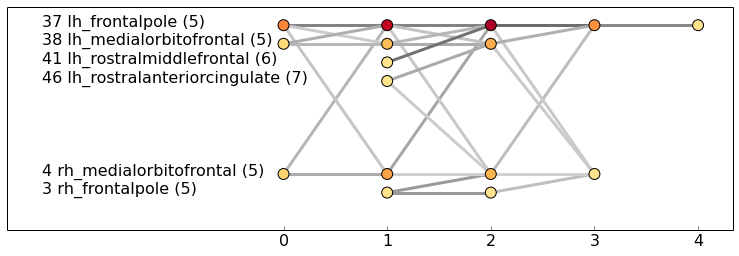 37 lh_frontalpole (5)
38 lh_medialorbitofrontal (5)
41 lh_rostralmiddlefrontal (6)
46 lh_rostralanteriorcingulate (7)
4 rh_medialorbitofrontal (5)
3 rh_frontalpole (5)
0 1 2 3 4